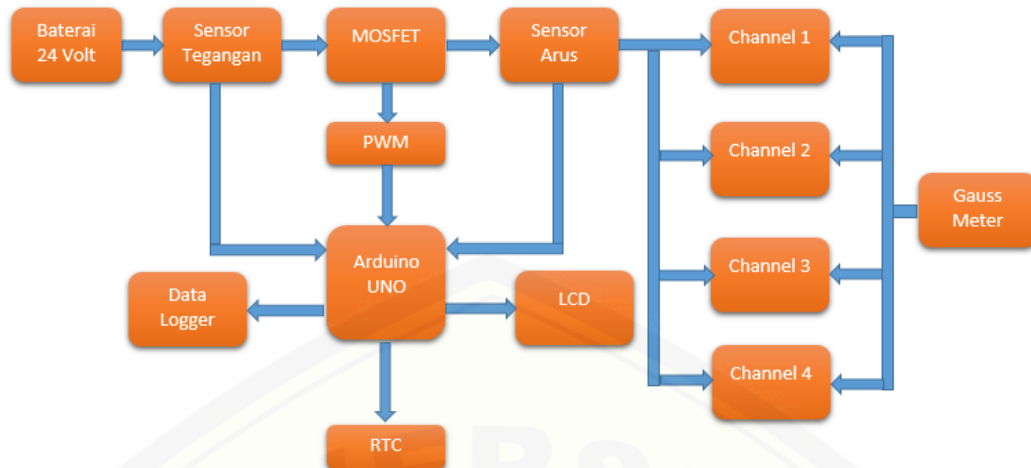 Baterai
24 Volt
Sensor
Tegangan
MOSFET
Sensor
Arus
Channel 1
PWM
Channel 2
Gauss
Meter
Arduino
UNO
Channel 3
Data
Logger
LCD
Channel 4
RTC